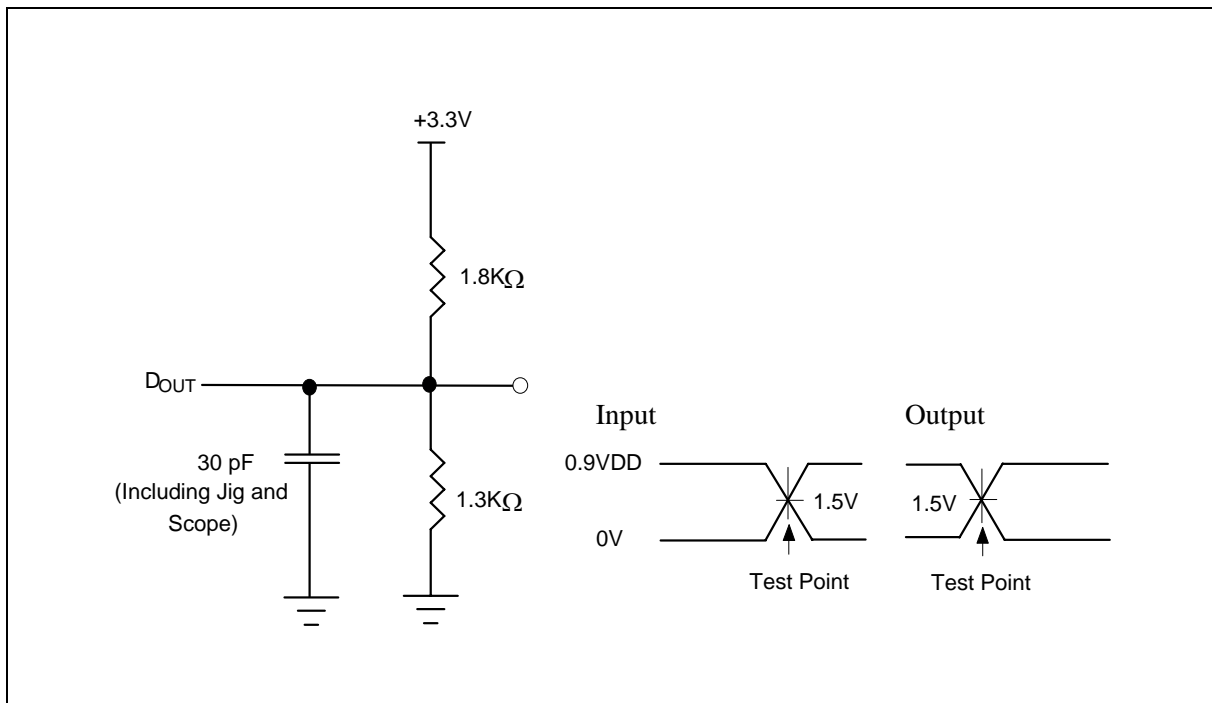 +3.3V
1.8KΩ
DOUT
30 pF
(Including Jig and
Scope)
1.3KΩ
Input
Output
0.9VDD
1.5V
1.5V
0V
Test Point
Test Point